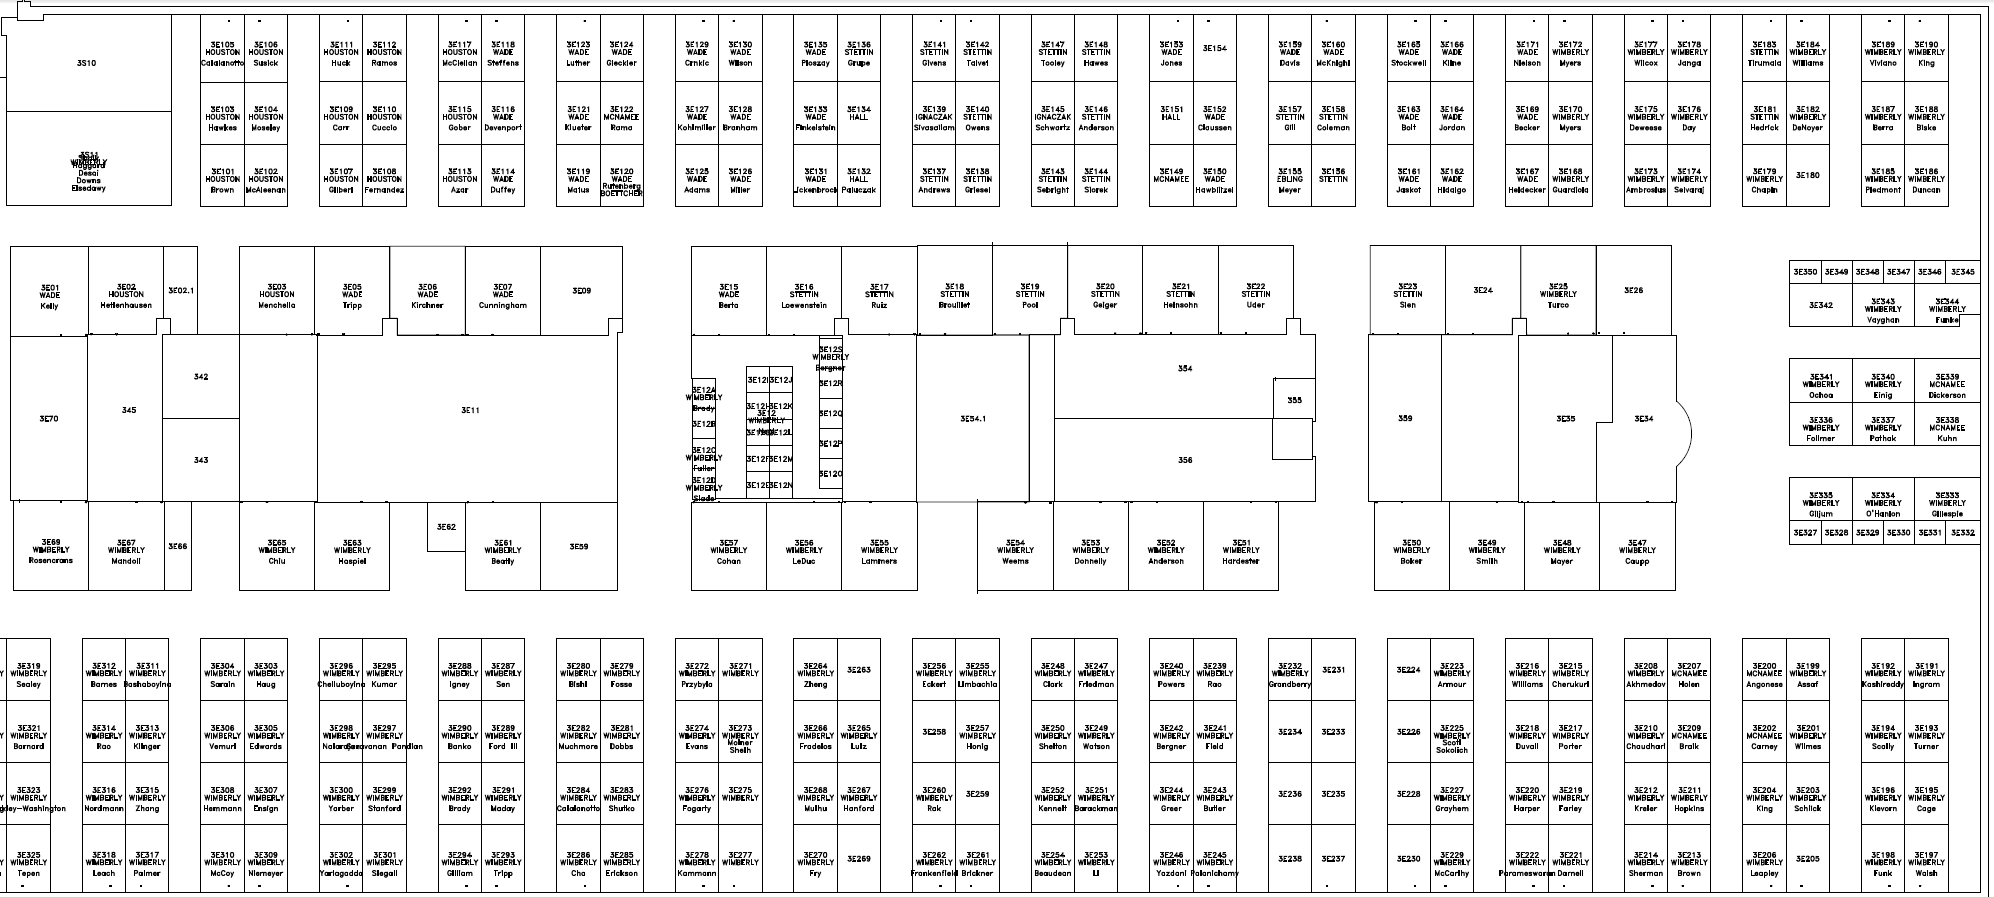 3S10
3E105 HOUSTON Catalanotto
3E106 HOUSTON Susick
3E111 HOUSTON Huck
3E112 HOUSTON Ramos
3E117 HOUSTON McClellan
3E118 WADE Steffens
3E123 WADE Luther
3E124 WADE Gleckler
3E129 WADE Crnkic
3E130 WADE Wilson
3E135 WADE Ploszay
3E136 STETTIN Grupe
3E141 STETTIN Givens
3E142 STETTIN Talvet
3E147 STETTIN Tooley
3E148 STETTIN Hawes
3E153 WADE Jones
3E154
3E159 WADE Davis
3E160 WADE McKnight
3E165 WADE Stockwell
3E166 WADE Kline
3E171 WADE Nielson
3E172 WIMBERLY Myers
3E177 WIMBERLY Wilcox
3E178 WIMBERLY Janga
3E183 STETTIN Tirumala
3E184 WIMBERLY Williams
3E189 WIMBERLY Viviano
3E190 WIMBERLY King
3E103 HOUSTON Hawkes
3E104 HOUSTON Moseley
3E109 HOUSTON Carr
3E110 HOUSTON Cuccio
3E115 HOUSTON Gober
3E116 WADE Davenport
3E121 WADE Klueter
3E122 MCNAMEE Rama
3E127 WADE Kohlmiller
3E128 WADE Branham
3E133 WADE Finkelstein
3E134 HALL
3E139 IGNACZAK Sivasailam
3E140 STETTIN Owens
3E145 IGNACZAK Schwartz
3E146 STETTIN Anderson
3E151 HALL
3E152 WADE Claussen
3E157 STETTIN Gill
3E158 STETTIN Coleman
3E163 WADE Bolt
3E164 WADE Jordan
3E169 WADE Becker
3E170 WIMBERLY Myers
3E175 WIMBERLY Deweese
3E176 WIMBERLY Day
3E181 STETTIN Hedrick
3E182 WIMBERLY DeNoyer
3E187 WIMBERLY Berra
3E188 WIMBERLY Biske
3S11 WIMBERLY Haggard Desai Downs Elsadawy
3E101 HOUSTON Brown
3E102 HOUSTON McAleenan
3E107 HOUSTON Gilbert
3E108 HOUSTON Fernandez
3E113 HOUSTON Azar
3E114 WADE Duffey
3E119 WADE Matus
3E120 WADE Rutenberg BOETTCHER
3E125 WADE Adams
3E126 WADE Miller
3E131 WADE
3E132 HALL Paluczak
3E137 STETTIN Andrews
3E138 STETTIN Griesel
3E143 STETTIN Sebright
3E144 STETTIN Slorek
3E149 MCNAMEE
3E150 WADE Hawblitzel
3E155 EBLING Meyer
3E156 STETTIN
3E161 WADE Jaskot
3E162 WADE Hidalgo
3E167 WADE Heidecker
3E168 WIMBERLY Guardiola
3E173 WIMBERLY Ambrosius
3E174 WIMBERLY Selvaraj
3E179 WIMBERLY Chapin
3E180
3E185 WIMBERLY Piedmont
3E186 WIMBERLY Duncan
3E01 WADE Kelly
3E02 HOUSTON Hettenhausen
3E02.1
3E03 HOUSTON Menchella
3E05 WADE Tripp
3E06 WADE Kirchner
3E07 WADE Cunningham
3E09
3E15 WADE Berta
3E16 STETTIN Loewenstein
3E17 STETTIN Ruiz
3E18 STETTIN Brouillet
3E19 STETTIN Pool
3E20 STETTIN Geiger
3E21 STETTIN Heinsohn
3E22 STETTIN Uder
3E23 STETTIN Sien
3E24
3E25 WIMBERLY Turco
3E26
3E350 3E349 3E348 3E347 3E346 3E345
3E342
3E343 WIMBERLY Vayghan
3E344 WIMBERLY Funke
3E70
345
342
343
3E11
3E12A WIMBERLY Brady
3E12B
3E12C WIMBERLY Fuller
3E12D WIMBERLY Slade
3E12I 3E12J
3E12H 3E12K
3E12 WIMBERLY
3E12F 3E12M
3E12E 3E12N
3E12S WIMBERLY Bergner
3E12R
3E12Q
3E12P
3E12O
3E54.1
354
355
356
359
3E35
3E34
3E341 WIMBERLY Ochoa
3E340 WIMBERLY Einig
3E339 MCNAMEE Dickerson
3E336 WIMBERLY Follmer
3E337 WIMBERLY Pathak
3E338 MCNAMEE Kuhn
3E335 WIMBERLY Giljum
3E334 WIMBERLY O'Hanlon
3E333 WIMBERLY Gillespie
3E327 3E328 3E329 3E330 3E331 3E332
3E69 WIMBERLY Rosencrans
3E67 WIMBERLY Mandoli
3E66
3E65 WIMBERLY Chiu
3E63 WIMBERLY Haspiel
3E62
3E61 WIMBERLY Beatty
3E59
3E57 WIMBERLY Cohan
3E56 WIMBERLY LeDuc
3E55 WIMBERLY Lammers
3E54 WIMBERLY Weems
3E53 WIMBERLY Donnelly
3E52 WIMBERLY Anderson
3E51 WIMBERLY Hardester
3E50 WIMBERLY Baker
3E49 WIMBERLY Smith
3E48 WIMBERLY Mayer
3E47 WIMBERLY Caupp
3E319 WIMBERLY Sealey
3E312 WIMBERLY Barnes
3E311 WIMBERLY Bashaboyina
3E304 WIMBERLY Sarain
3E303 WIMBERLY Haug
3E296 WIMBERLY Chelluboyina
3E295 WIMBERLY Kumar
3E288 WIMBERLY Igney
3E287 WIMBERLY Sen
3E280 WIMBERLY Bishi
3E279 WIMBERLY Fosse
3E272 WIMBERLY Przybyla
3E271 WIMBERLY
3E264 WIMBERLY Zheng
3E263
3E256 WIMBERLY Eckert
3E255 WIMBERLY Limbachia
3E248 WIMBERLY Clark
3E247 WIMBERLY Friedman
3E240 WIMBERLY Powers
3E239 WIMBERLY Rao
3E232 WIMBERLY Grandberry
3E231
3E224
3E223 WIMBERLY Armour
3E216 WIMBERLY Williams
3E215 WIMBERLY Cherukuri
3E208 WIMBERLY Akhmedov
3E207 MCNAMEE Holen
3E200 MCNAMEE Angonese
3E199 WIMBERLY Assaf
3E192 WIMBERLY Kashireddy
3E191 WIMBERLY Ingram
3E321 WIMBERLY Barnard
3E314 WIMBERLY Rao
3E313 WIMBERLY Klinger
3E306 WIMBERLY Vemuri
3E305 WIMBERLY Edwards
3E298 WIMBERLY
3E297 WIMBERLY Pandian
3E290 WIMBERLY Banko
3E289 WIMBERLY Ford III
3E282 WIMBERLY Muchmore
3E281 WIMBERLY Dobbs
3E274 WIMBERLY Evans
3E273 WIMBERLY Molner Sheih
3E266 WIMBERLY Fradelos
3E265 WIMBERLY Lutz
3E258
3E257 WIMBERLY Honig
3E250 WIMBERLY Shelton
3E249 WIMBERLY Watson
3E242 WIMBERLY Bergner
3E241 WIMBERLY Field
3E234
3E233
3E226
3E225 WIMBERLY Scott Sokolich
3E218 WIMBERLY Duvall
3E217 WIMBERLY Porter
3E210 WIMBERLY Chaudhari
3E209 MCNAMEE Bralk
3E202 MCNAMEE Carney
3E201 WIMBERLY Wilmes
3E194 WIMBERLY Scally
3E193 WIMBERLY Turner
3E323 WIMBERLY
3E316 WIMBERLY Nordmann
3E315 WIMBERLY Zhang
3E308 WIMBERLY Hemmann
3E307 WIMBERLY Ensign
3E300 WIMBERLY Yarber
3E299 WIMBERLY Stanford
3E292 WIMBERLY Brady
3E291 WIMBERLY Maday
3E284 WIMBERLY Catalanotto
3E283 WIMBERLY Shutko
3E276 WIMBERLY Fogarty
3E275 WIMBERLY
3E268 WIMBERLY Muthu
3E267 WIMBERLY Hanford
3E260 WIMBERLY Rak
3E259
3E252 WIMBERLY Kennett
3E251 WIMBERLY Barackman
3E244 WIMBERLY Greer
3E243 WIMBERLY Butler
3E236
3E235
3E228
3E227 WIMBERLY Grayhem
3E220 WIMBERLY Harper
3E219 WIMBERLY Farley
3E212 WIMBERLY Kreler
3E211 WIMBERLY Hopkins
3E204 WIMBERLY King
3E203 WIMBERLY Schlick
3E196 WIMBERLY Klevorn
3E195 WIMBERLY Cage
3E325 WIMBERLY Tepen
3E318 WIMBERLY Leach
3E317 WIMBERLY Palmer
3E310 WIMBERLY McCoy
3E309 WIMBERLY Niemeyer
3E302 WIMBERLY Yarlagadda
3E301 WIMBERLY Slegall
3E294 WIMBERLY Gilliam
3E293 WIMBERLY Tripp
3E286 WIMBERLY Cha
3E285 WIMBERLY Erickson
3E278 WIMBERLY Kammann
3E277 WIMBERLY
3E270 WIMBERLY Fry
3E269
3E262 WIMBERLY Frankenfield
3E261 WIMBERLY Brickner
3E254 WIMBERLY Beaudean
3E253 WIMBERLY Li
3E246 WIMBERLY Yazdani
3E245 WIMBERLY Palanichamy
3E238
3E237
3E230
3E229 WIMBERLY McCarthy
3E222 WIMBERLY Parameswaran
3E221 WIMBERLY Darnell
3E214 WIMBERLY Sherman
3E213 WIMBERLY Brown
3E206 WIMBERLY Leapley
3E205
3E198 WIMBERLY Funk
3E197 WIMBERLY Walsh